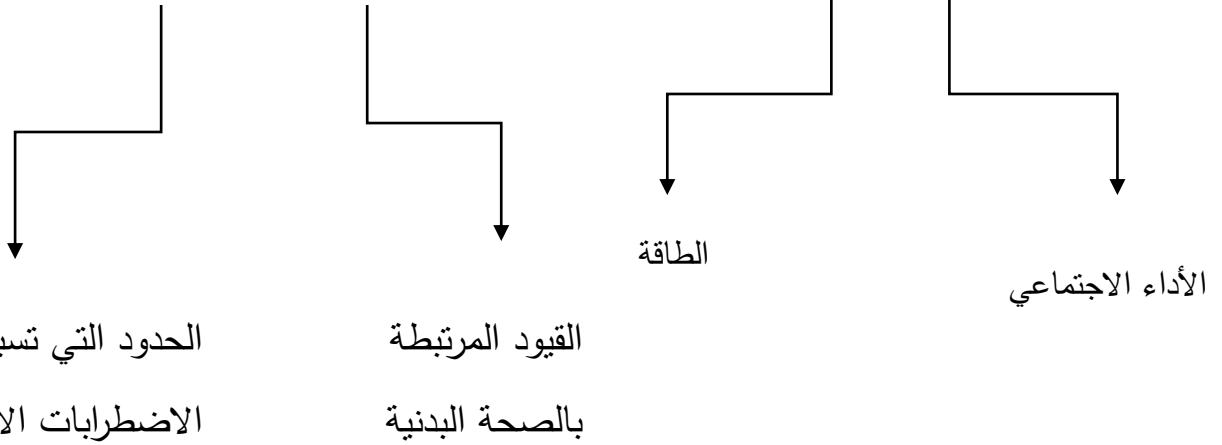 الأداء الاجتماعي
الطاقة
القيود المرتبطة
بالصحة البدنية
الحدود التي
الاضطرابات